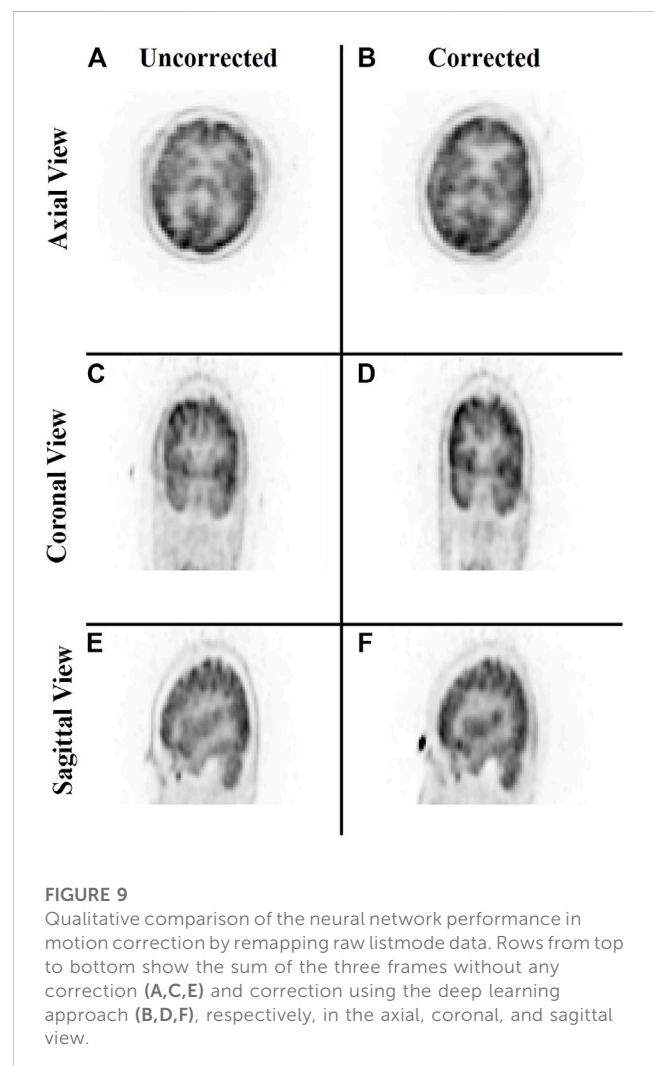 A Uncorrected B Corrected
Axial View
C D
Coronal View
E F
Sagittal View
FIGURE 9
Qualitative comparison of the neural network performance in
motion correction by remapping raw listmode data. Rows from top
to bottom show the sum of the three frames without any
correction (A,C,E) and correction using the deep learning
approach (B,D,F), respectively, in the axial, coronal, and sagittal
view.